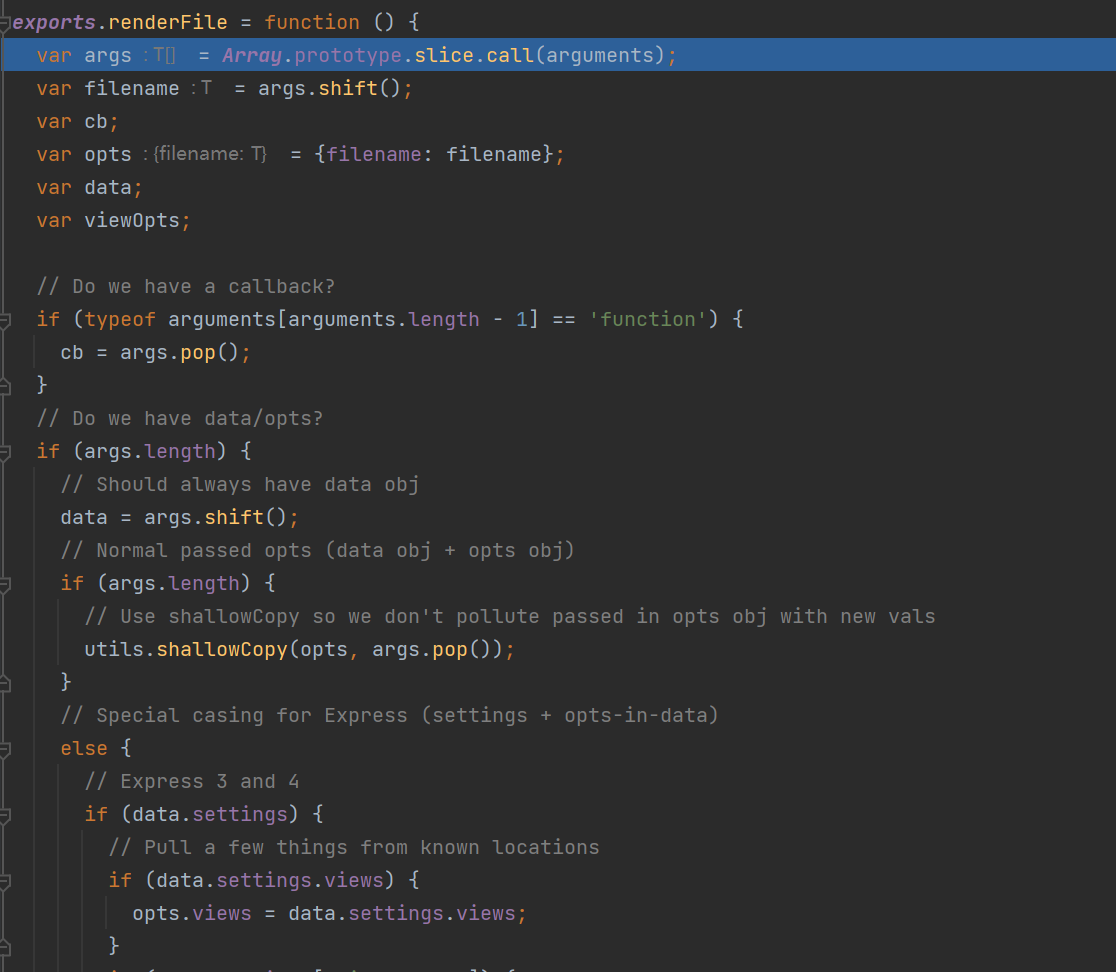 exports.renderFile = function () {
  var args : T[]  = Array.prototype.slice.call(arguments);
  var filename : T  = args.shift();
  var cb;
  var opts : {filename: T}  = {filename: filename};
  var data;
  var viewOpts;

  // Do we have a callback?
  if (typeof arguments[arguments.length - 1] == 'function') {
    cb = args.pop();
  }
  // Do we have data/opts?
  if (args.length) {
    // Should always have data obj
    data = args.shift();
    // Normal passed opts (data obj + opts obj)
    if (args.length) {
      // Use shallowCopy so we don't pollute passed in opts obj with new vals
      utils.shallowCopy(opts, args.pop());
    }
    // Special casing for Express (settings + opts-in-data)
    else {
      // Express 3 and 4
      if (data.settings) {
        // Pull a few things from known locations
        if (data.settings.views) {
          opts.views = data.settings.views;
        }